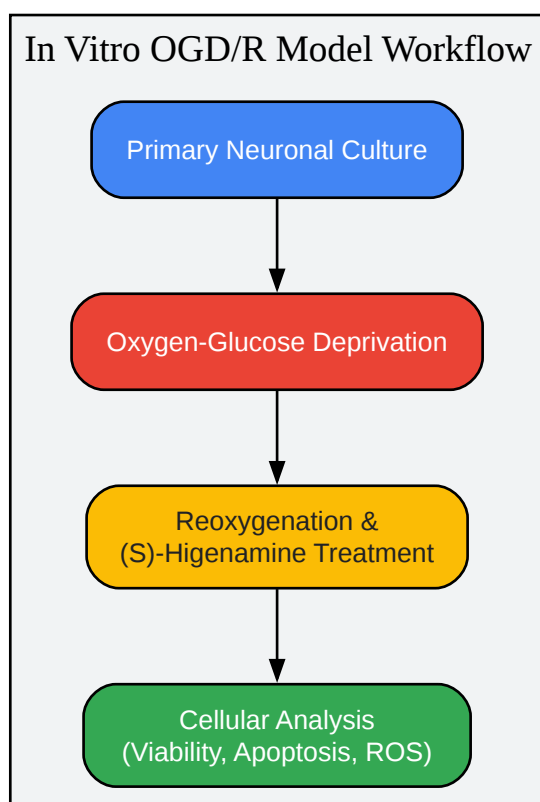 In Vitro OGD/R Model Workflow
Primary Neuronal Culture
Oxygen-Glucose Deprivation
Reoxygenation &
(S)-Higenamine Treatment
Cellular Analysis
(Viability, Apoptosis, ROS)